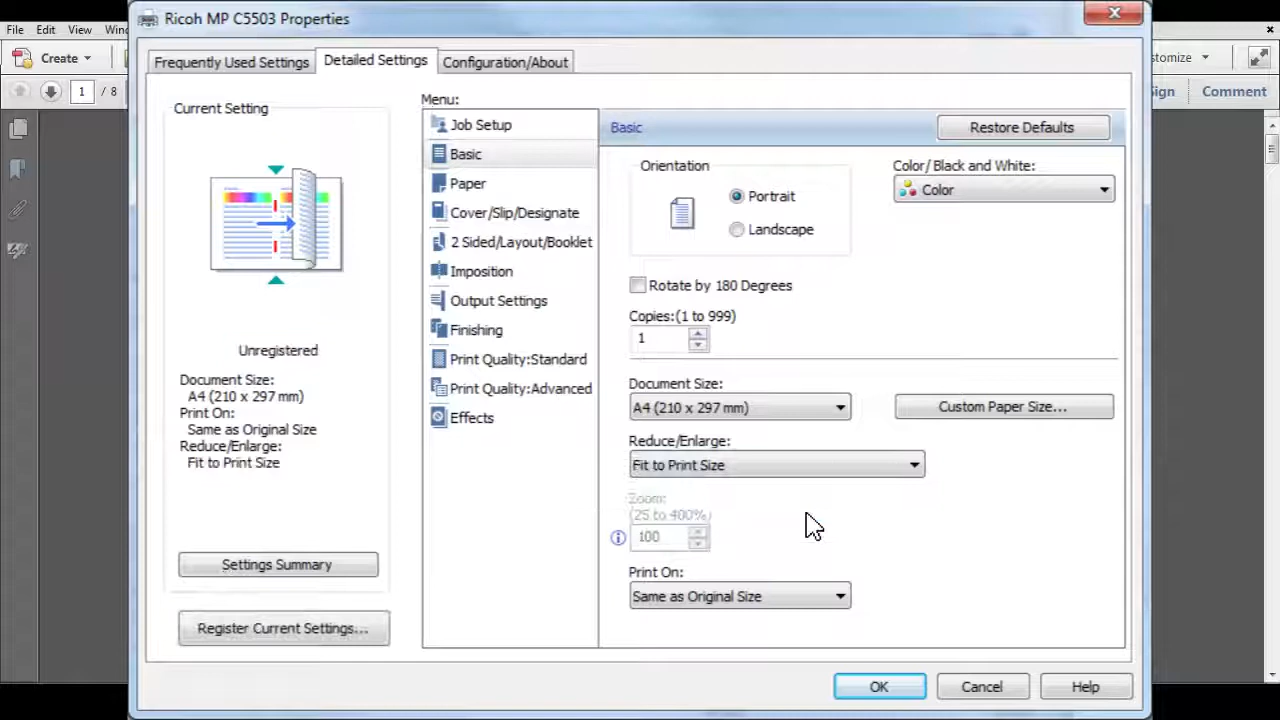 Ricoh MP C5503 Properties
File Edit View
Create
Frequently Used Settings Detailed Settings Configuration/About
1 / 8
Comment
Current Setting
Menu:
Job Setup
Basic
Paper
Cover/Slip/Designate
2 Sided/Layout/Booklet
Imposition
Output Settings
Finishing
Print Quality:Standard
Print Quality:Advanced
Effects
Unregistered
Document Size:
A4 (210 x 297 mm)
Print On:
Same as Original Size
Reduce/Enlarge:
Fit to Print Size
Settings Summary
Register Current Settings...
Basic
Restore Defaults
Orientation
Portrait
Landscape
Color/ Black and White:
Color
Rotate by 180 Degrees
Copies:(1 to 999)
1
Document Size:
A4 (210 x 297 mm)
Custom Paper Size...
Reduce/Enlarge:
Fit to Print Size
Zoom:
(25 to 400%)
100
Print On:
Same as Original Size
OK Cancel Help